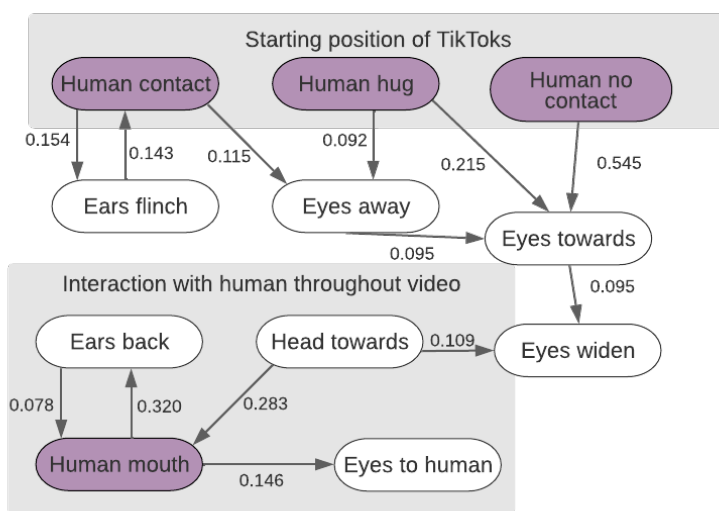 Starting position of TikToks
Human contact
Human hug
Human no
contact
0.154
0.143
0.115
0.092
0.215
0.545
Ears flinch
Eyes away
Eyes towards
0.095
0.095
Interaction with human throughout video
Ears back
Head towards
0.109
Eyes widen
0.078
0.320
0.283
Human mouth
0.146
Eyes to human